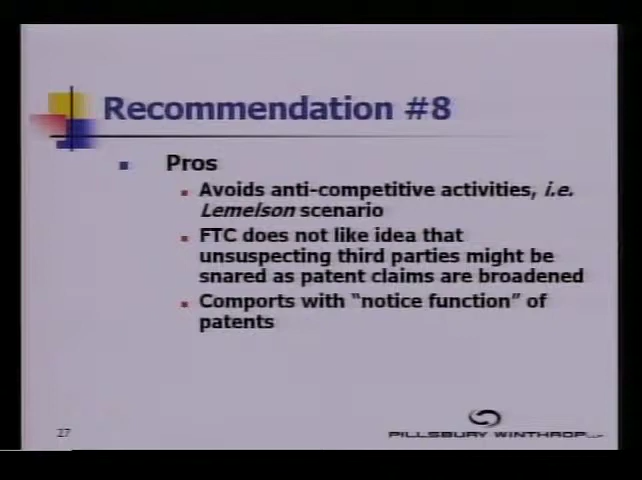 Recommendation #8
Pros
Avoids anti-competitive activities, i.e.
Lemelson scenario
FTC does not like idea that
unsuspecting third parties might be
snared as patent claims are broadened
Comports with “notice function” of
patents
27
PILLSBURY WINTHROP LLP